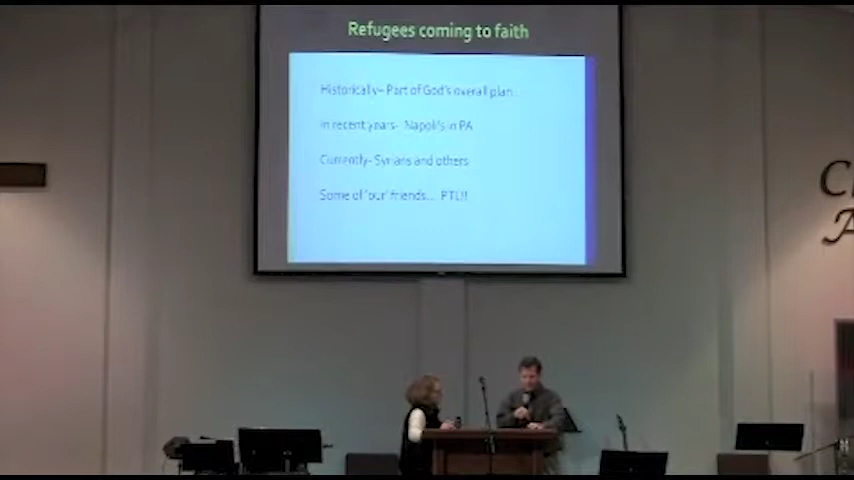 Refugees coming to faith
Historically- Part of God's overall plan...
In recent years- Napoli's in PA
Currently- Syrians and others
Some of 'our' friends... PTL!!